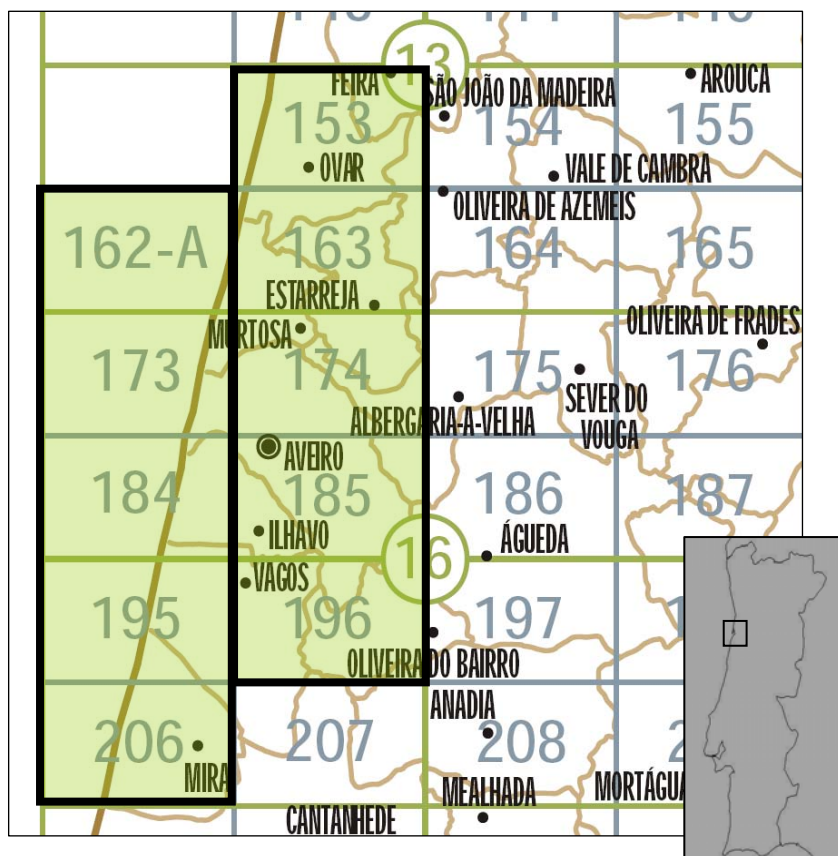 13
FEIRA
SÃO JOÃO DA MADEIRA
AROUCA
153
154
155
OVAR
VALE DE CAMBRA
OLIVEIRA DE AZEMEIS
162-A
163
164
165
ESTARREJA
MURTOSA
OLIVEIRA DE FRADES
173
174
175
176
SEVER DO
VOUGA
ALBERGARIA-A-VELHA
AVEIRO
184
185
186
187
ILHAVO
16
ÁGUEDA
VAGOS
195
196
197
OLIVEIRA DO BAIRRO
ANADIA
206
207
208
MIRA
MEALHADA
MORTÁGUA
CANTANHEDE